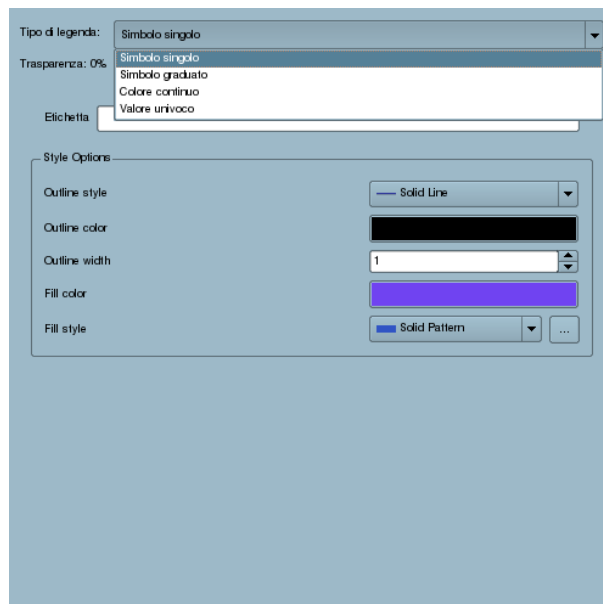 Tipo di legenda: Simbolo singolo
Simbolo singolo
Trasparenza: 0%
Simbolo graduato
Colore continuo
Valore univoco
Etichetta
Style Options
Outline style Solid Line
Outline color
Outline width 1
Fill color
Fill style Solid Pattern ...